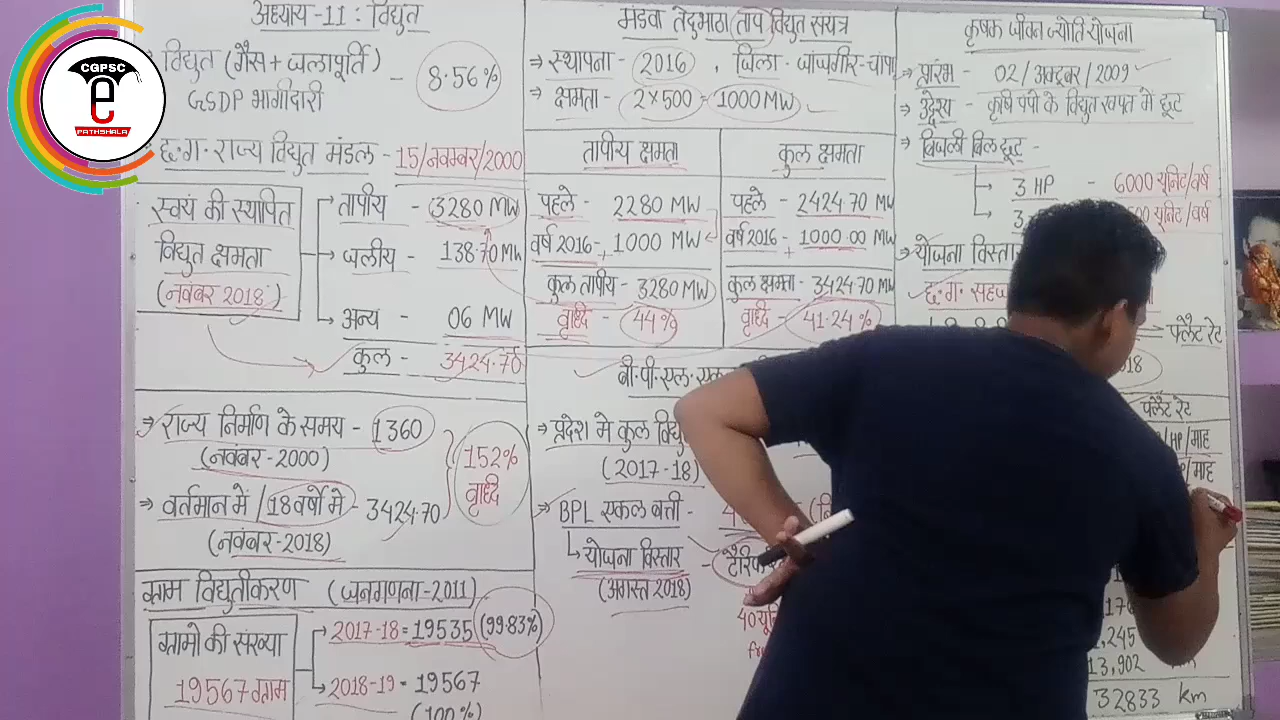 CGPSC
e
PATHSHALA
अध्याय-11: विद्युत
विद्युत (गैस+जलापूर्ति) - 8.56%
GSDP भागीदारी
छ.ग. राज्य विद्युत मंडल - 15/नवम्बर/2000
स्वयं की स्थापित
विद्युत क्षमता
(नवंबर 2018)
तापीय - (3280 MW)
जलीय - 138.70 MW
अन्य - 06 MW
कुल - 3424.70
⇒ राज्य निर्माण के समय - 1360
(नवंबर-2000)
⇒ वर्तमान में/18 वर्षो मे - 3424.70
(नवंबर-2018)
152%
वृध्दि
ग्राम विद्युतीकरण (जनगणना-2011)
ग्रामो की संख्या
19567 ग्राम
2017-18 = 19535 (99.83%)
2018-19 = 19567
(100%)
मंडवा तेंदुभाठा ताप विद्युत संयंत्र
⇒ स्थापना - 2016, जिला - जांजगीर-चांपा
⇒ क्षमता - 2×500 = 1000 MW
तापीय क्षमता
पहले - 2280 MW
वर्ष 2016 - + 1000 MW
कुल तापीय - 3280 MW
वृध्दि - 44%
कुल क्षमता
पहले - 2424.70 MW
वर्ष 2016 - + 1000.00 MW
कुल क्षमता - 3424.70 MW
वृध्दि - 41.24%
बी.पी.एल.
⇒ प्रदेश मे कुल
(2017-18)
⇒ BPL एकल बत्ती -
योजना विस्तार -
(अगस्त 2018)
कृषक जीवन ज्योति योजना
⇒ प्रारंभ - 02/अक्टूबर/2009
⇒ उद्देश्य - कृषि पंपो के विद्युत खपत में छूट
⇒ बिजली बिल छूट -
3 HP - 6000 यूनिट/वर्ष
यूनिट/वर्ष
⇒ योजना विस्तार
छ.ग.
फ्लैट रेट
फ्लैट रेट
/HP/माह
/माह
13,902
32833 km